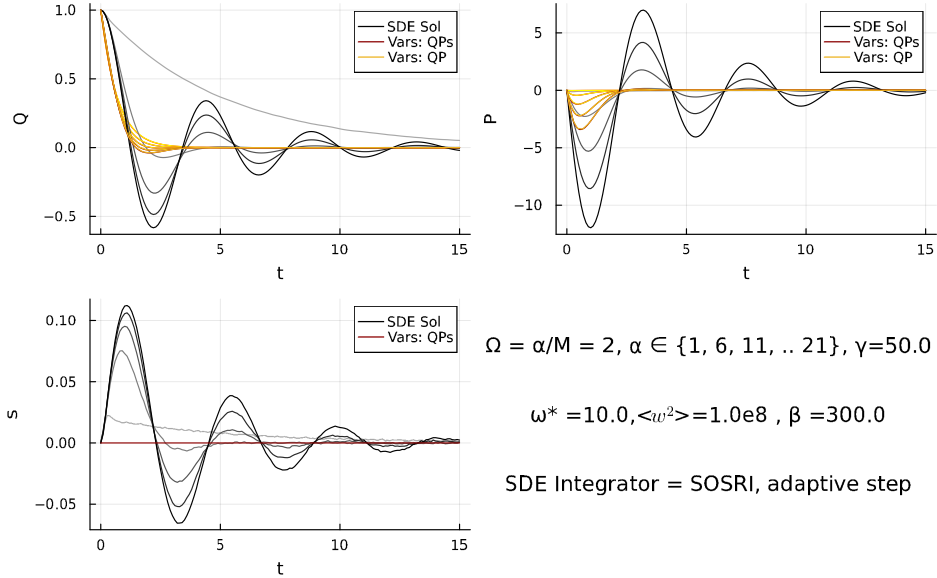 1.0
0.5
0.0
−0.5
Q
0
5
10
15
t
SDE Sol
Vars: QPs
Vars: QP
5
0
−5
−10
P
0
5
10
15
t
SDE Sol
Vars: QPs
Vars: QP
0.10
0.05
0.00
−0.05
s
0
5
10
15
t
SDE Sol
Vars: QPs
Ω = α/M = 2, α ∈ {1, 6, 11, .. 21}, γ=50.0
ω* =10.0,<𝑤²>=1.0e8 , β =300.0
SDE Integrator = SOSRI, adaptive step